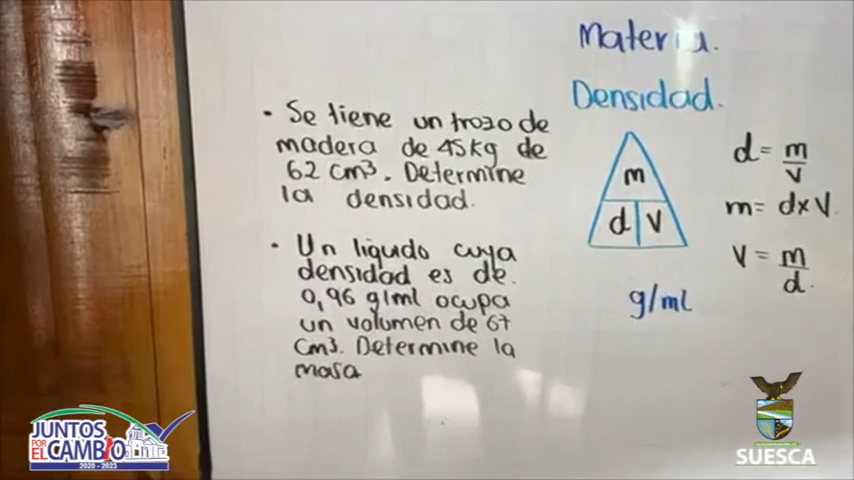 Materia.
Densidad.
• Se tiene un trozo de
madera de 45kg de
62 cm³. Determine
la densidad.
• Un liquido cuya
densidad es de
0,96 g/ml ocupa
un volumen de 67
cm³. Determine la
masa
m
d V
g/ml
d = m/v
m = d x V.
V = m/d.
JUNTOS
POR
EL CAMBIO
2020 - 2023
SUESCA